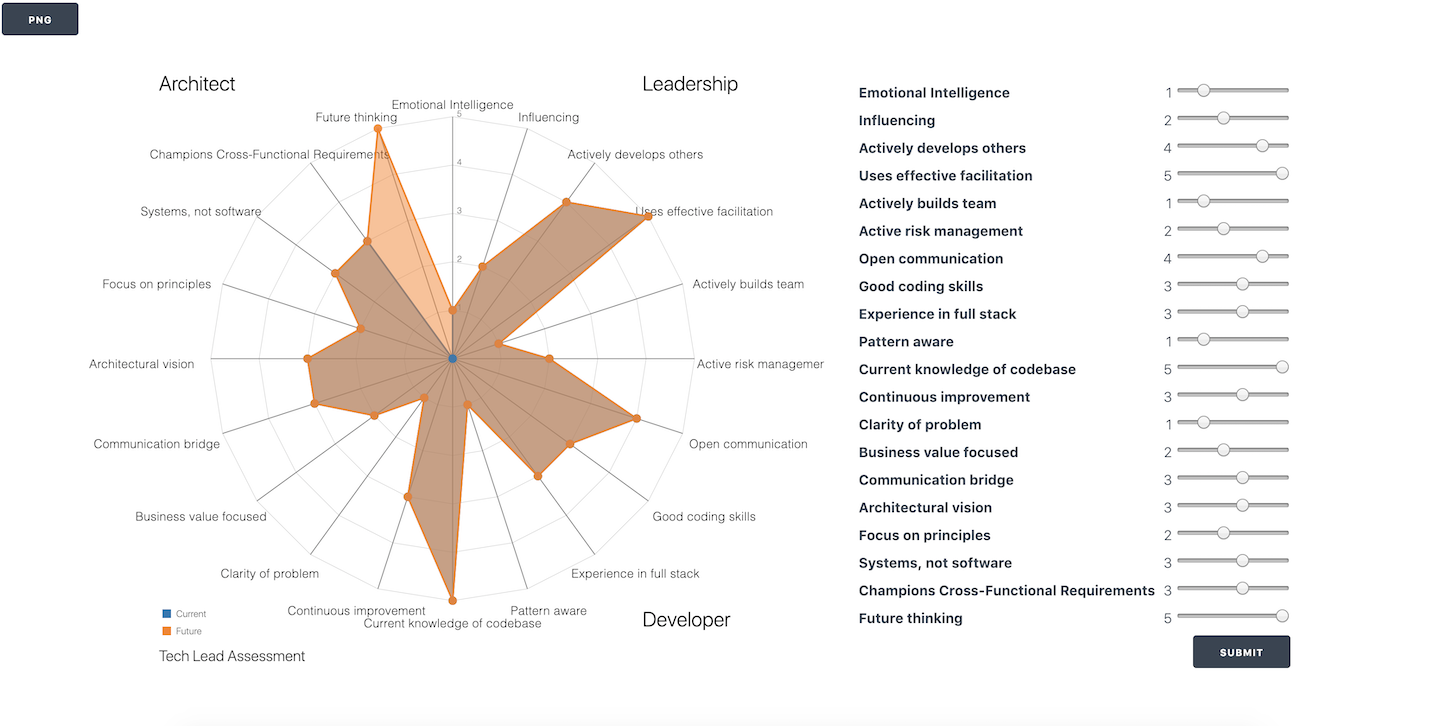 PNG
Architect
Leadership
Emotional Intelligence
Future thinking
Influencing
Champions Cross-Functional Requirements
Actively develops others
Systems, not software
Uses effective facilitation
Focus on principles
Actively builds team
Architectural vision
Active risk managemer
Communication bridge
Open communication
Business value focused
Good coding skills
Clarity of problem
Experience in full stack
Continuous improvement
Pattern aware
Current knowledge of codebase
5
4
3
2
Developer
Current
Future
Tech Lead Assessment
Emotional Intelligence 1
Influencing 2
Actively develops others 4
Uses effective facilitation 5
Actively builds team 1
Active risk management 2
Open communication 4
Good coding skills 3
Experience in full stack 3
Pattern aware 1
Current knowledge of codebase 5
Continuous improvement 3
Clarity of problem 1
Business value focused 2
Communication bridge 3
Architectural vision 3
Focus on principles 2
Systems, not software 3
Champions Cross-Functional Requirements 3
Future thinking 5
SUBMIT